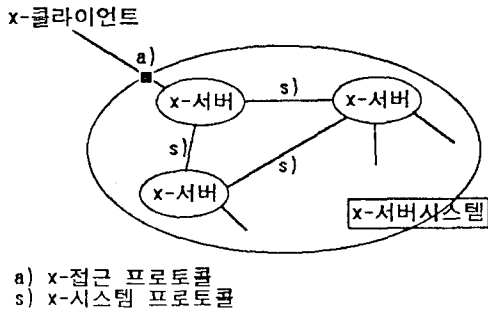 x-클라이언트
a)
x-서버
s)
x-서버
s)
s)
x-서버
x-서버시스템
a) x-접근 프로토콜
s) x-시스템 프로토콜